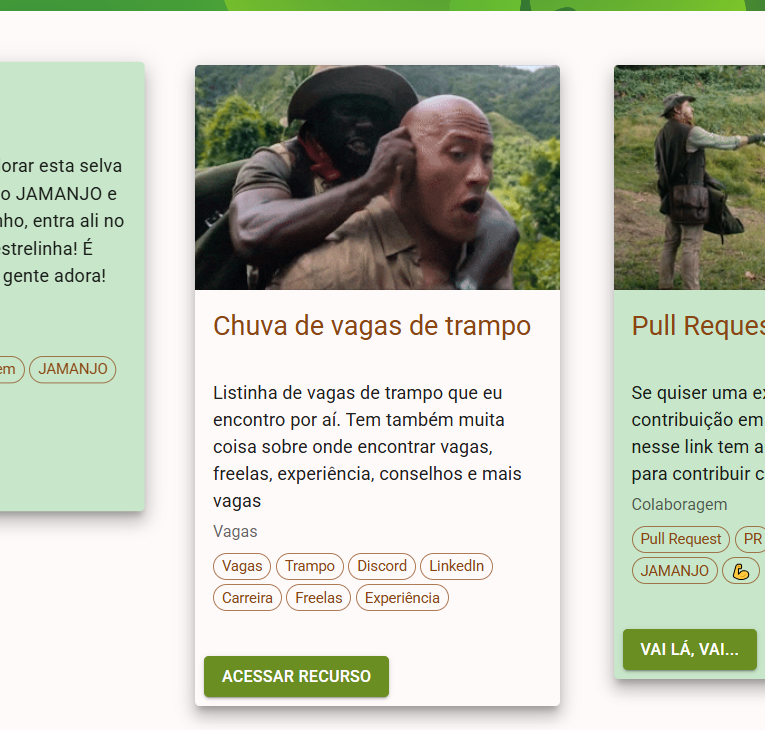 orar esta selva
o JAMANJO e
nho, entra ali no
estrelinha! É
gente adora!
em
JAMANJO
Chuva de vagas de trampo
Listinha de vagas de trampo que eu
encontro por aí. Tem também muita
coisa sobre onde encontrar vagas,
freelas, experiência, conselhos e mais
vagas
Vagas
Vagas Trampo Discord LinkedIn
Carreira Freelas Experiência
ACESSAR RECURSO
Pull Reques
Se quiser uma ex
contribuição em
nesse link tem a
para contribuir c
Colaboragem
Pull Request PR
JAMANJO 💪
VAI LÁ, VAI...